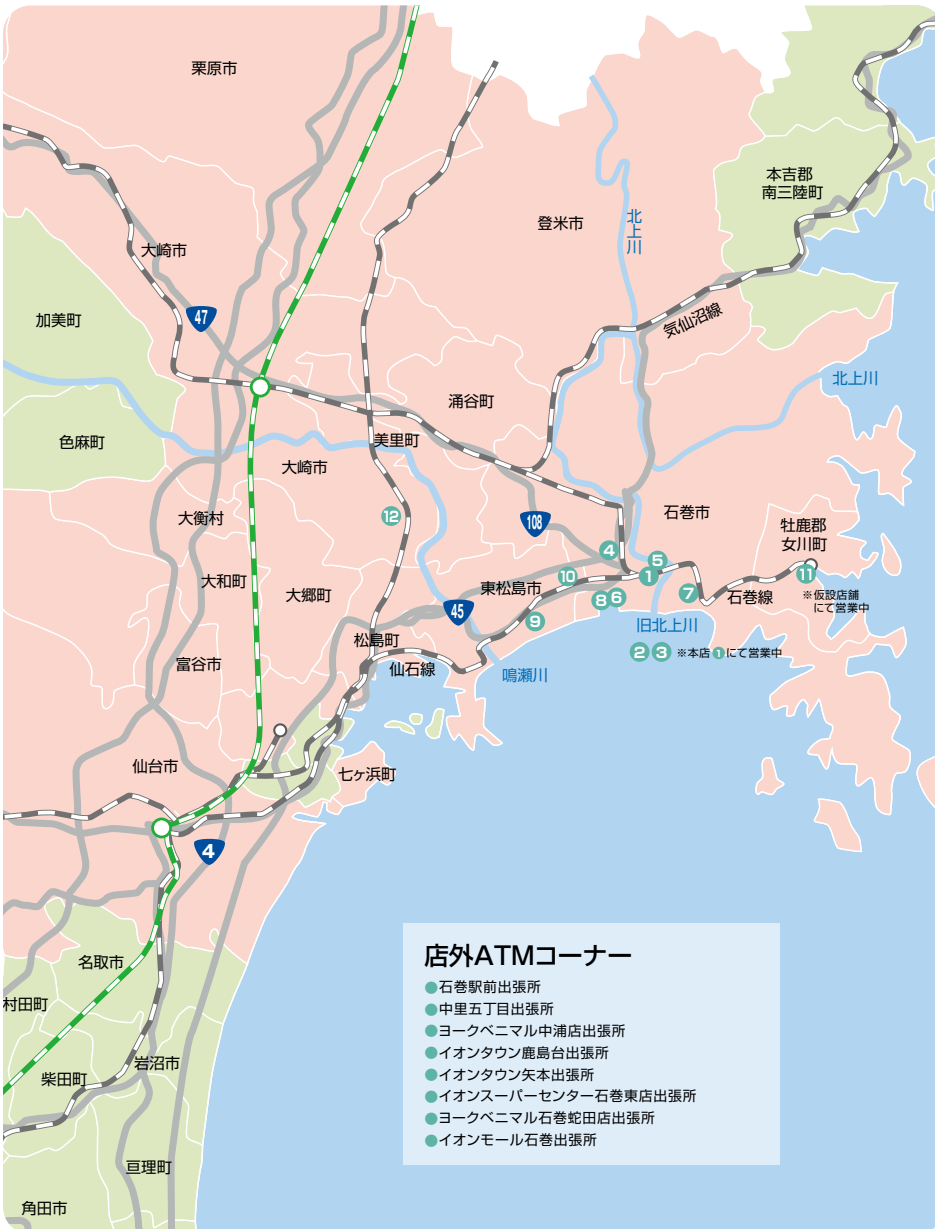 栗原市
本吉郡
南三陸町
登米市
北上川
大崎市
加美町
47
気仙沼線
北上川
涌谷町
色麻町
美里町
大崎市
大衡村
12
108
石巻市
牡鹿郡
女川町
4
5
大和町
大郷町
東松島市
10
1
11
7
石巻線
※仮設店舗
にて営業中
8 6
45
9
旧北上川
松島町
2 3 ※本店1にて営業中
富谷市
仙石線
鳴瀬川
仙台市
七ヶ浜町
4
名取市
村田町
岩沼市
柴田町
亘理町
角田市
店外ATMコーナー
●石巻駅前出張所
●中里五丁目出張所
●ヨークベニマル中浦店出張所
●イオンタウン鹿島台出張所
●イオンタウン矢本出張所
●イオンスーパーセンター石巻東店出張所
●ヨークベニマル石巻蛇田店出張所
●イオンモール石巻出張所